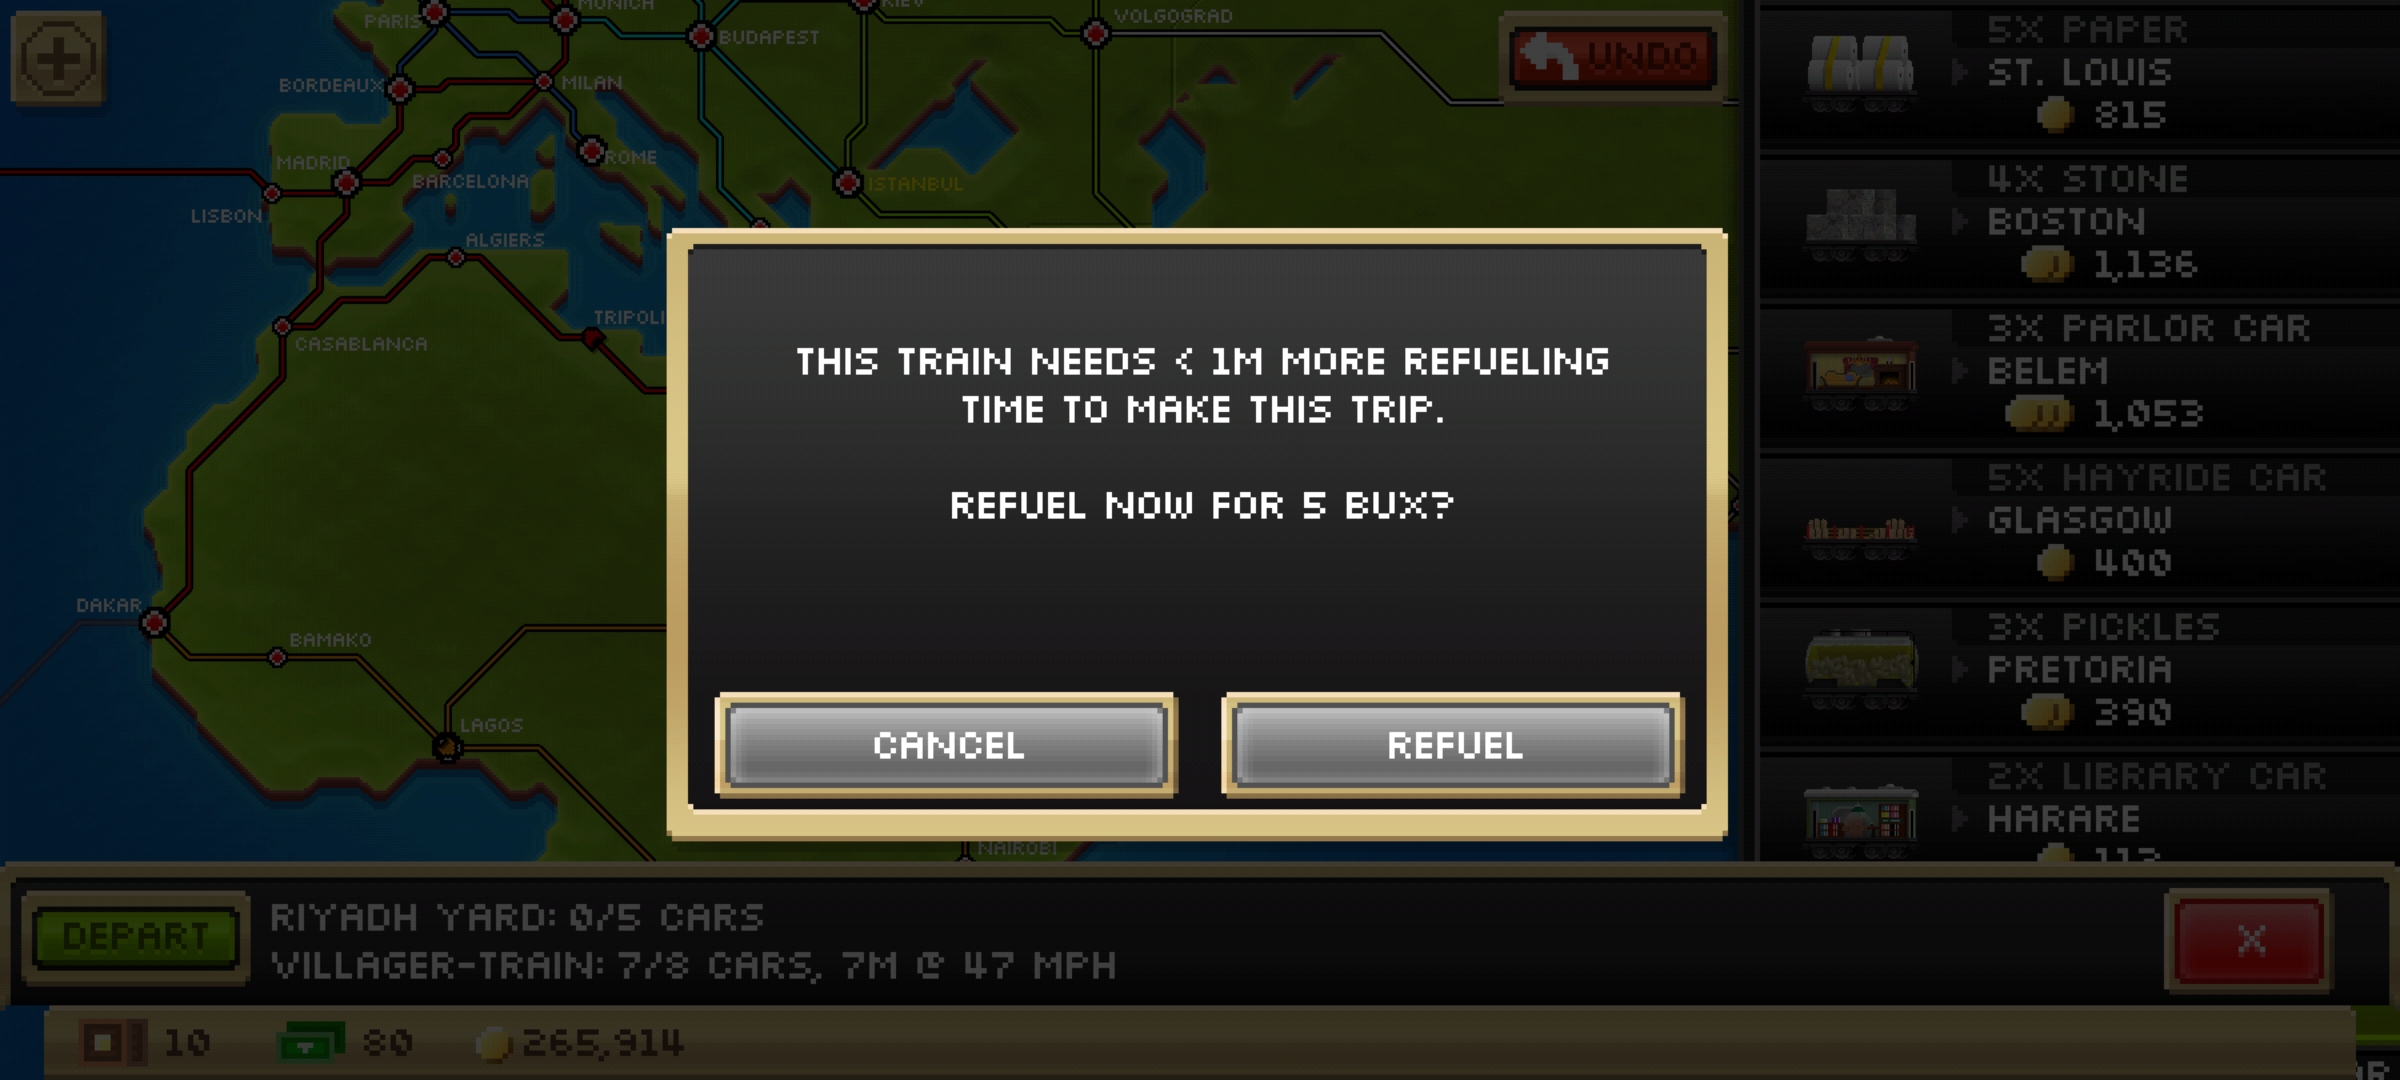 PARIS
MONICA
KIEV
VOLGOGRAD
BUDAPEST
UNDO
BORDEAUX
MILAN
MADRID
ROME
BARCELONA
ISTANBUL
LISBON
ALGIERS
TRIPOLI
CASABLANCA
DAKAR
BAMAKO
LAGOS
NAIROBI
THIS TRAIN NEEDS < 1M MORE REFUELING
TIME TO MAKE THIS TRIP.
REFUEL NOW FOR 5 BUX?
CANCEL
REFUEL
5X PAPER
ST. LOUIS
815
4X STONE
BOSTON
1,136
3X PARLOR CAR
BELEM
1,053
5X HAYRIDE CAR
GLASGOW
400
3X PICKLES
PRETORIA
390
2X LIBRARY CAR
HARARE
113
DEPART
RIYADH YARD: 0/5 CARS
VILLAGER-TRAIN: 7/8 CARS, 7M @ 47 MPH
X
10
80
265,914